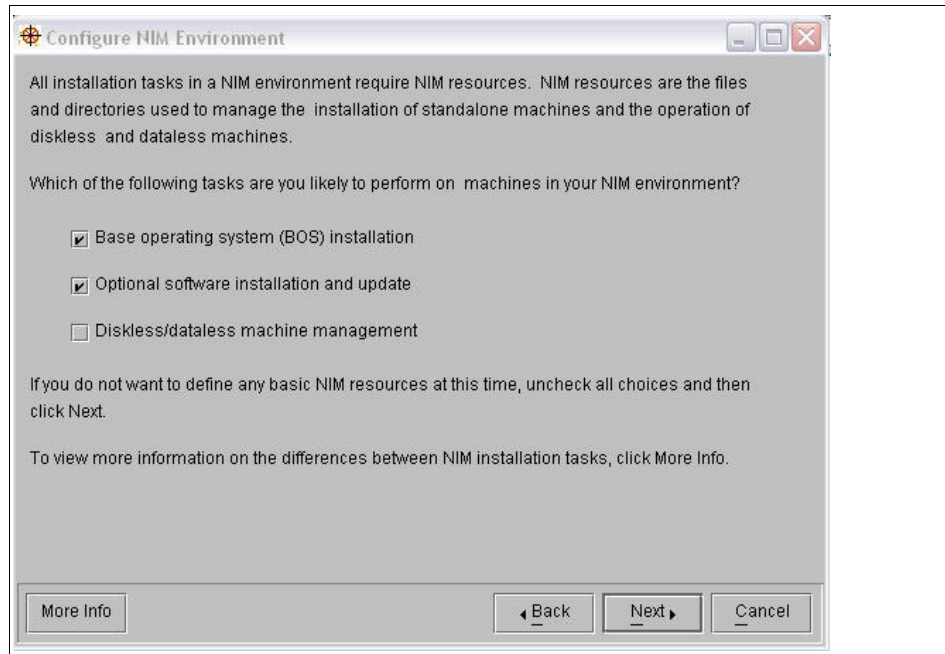 Configure NIM Environment
All installation tasks in a NIM environment require NIM resources. NIM resources are the files
and directories used to manage the installation of standalone machines and the operation of
diskless and dataless machines.
Which of the following tasks are you likely to perform on machines in your NIM environment?
Base operating system (BOS) installation
Optional software installation and update
Diskless/dataless machine management
If you do not want to define any basic NIM resources at this time, uncheck all choices and then
click Next.
To view more information on the differences between NIM installation tasks, click More Info.
More Info
Back
Next
Cancel